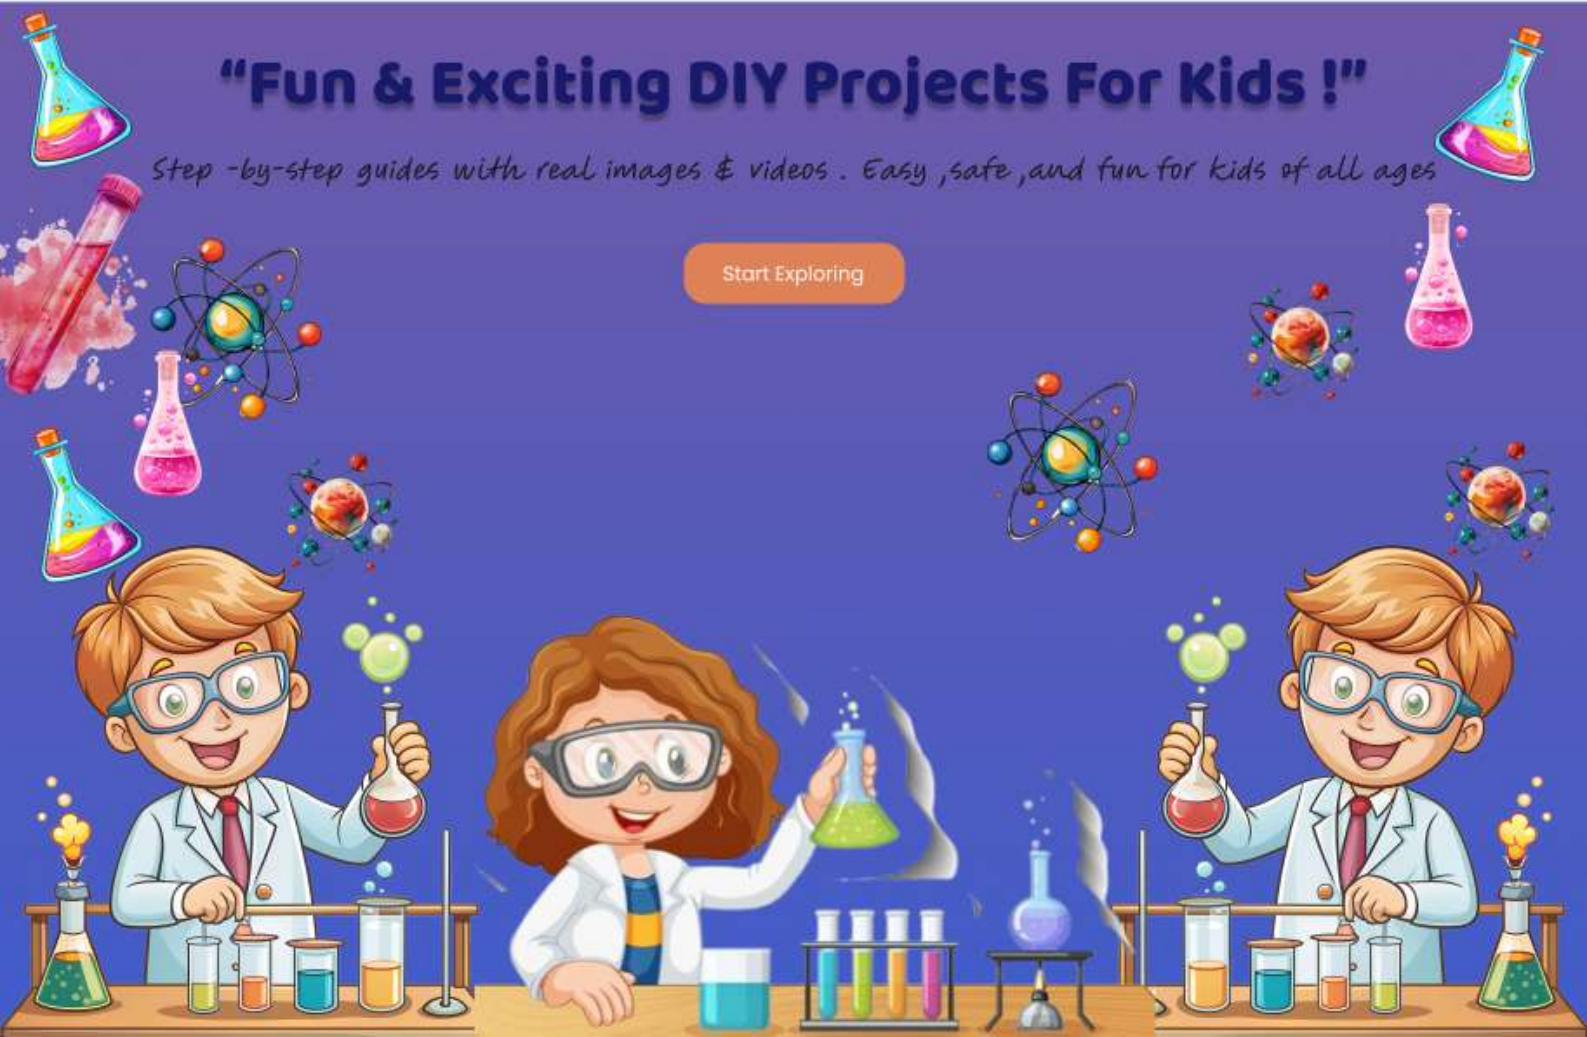 “Fun & Exciting DIY Projects For Kids !”
Step -by-step guides with real images & videos . Easy ,safe ,and fun for kids of all ages
Start Exploring